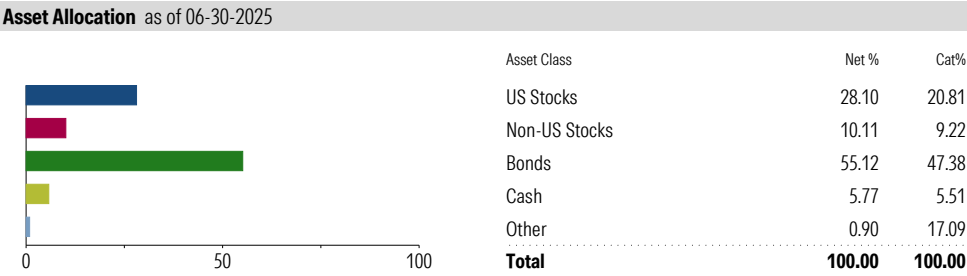 Asset Allocation as of 06-30-2025
Asset Class Net % Cat%
US Stocks 28.10 20.81
Non-US Stocks 10.11 9.22
Bonds 55.12 47.38
Cash 5.77 5.51
Other 0.90 17.09
Total 100.00 100.00
0 50 100